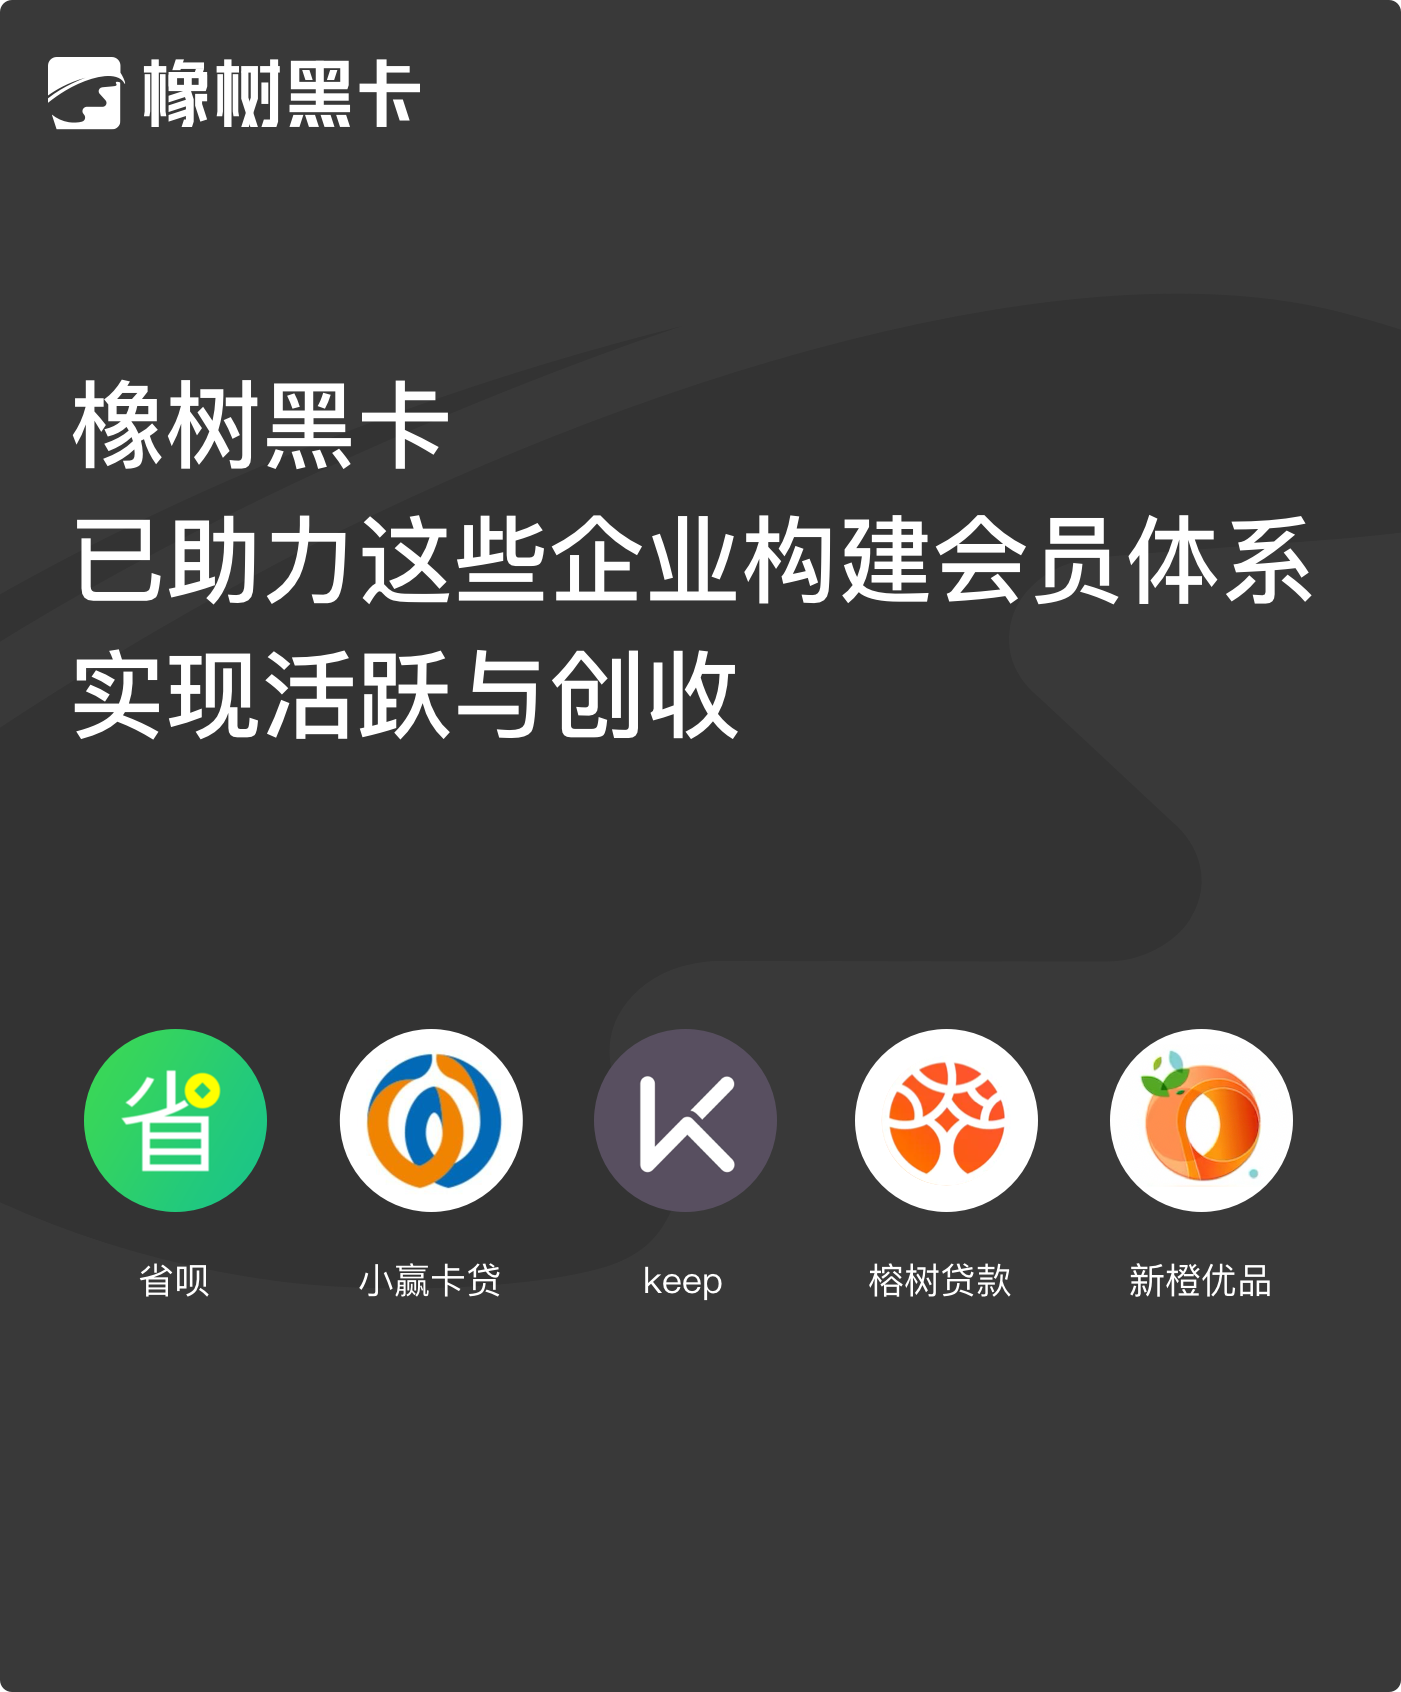 橡树黑卡
橡树黑卡
已助力这些企业构建会员体系
实现活跃与创收
省
省呗
小赢卡贷
keep
榕树贷款
新橙优品